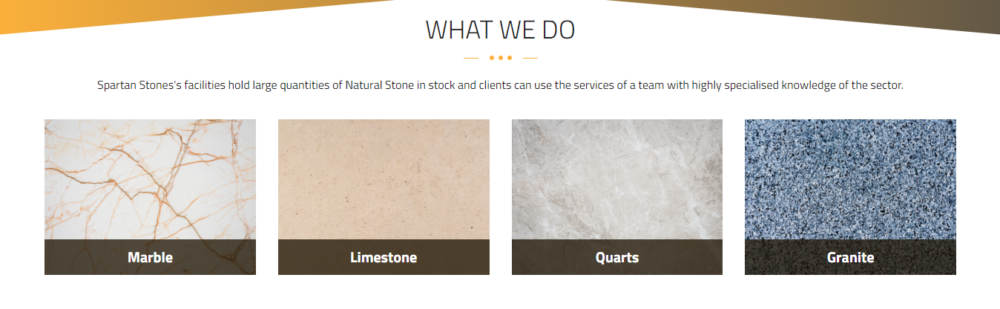 WHAT WE DO
Spartan Stones's facilities hold large quantities of Natural Stone in stock and clients can use the services of a team with highly specialised knowledge of the sector.
Marble
Limestone
Quarts
Granite